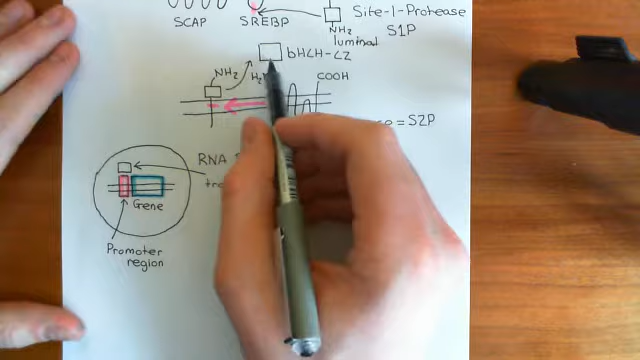 SCAP
SREBP
Site-1-Protease
S1P
NH2
luminal
bHLH-LZ
NH2
COOH
= S2P
RNA
Gene
Promoter
region